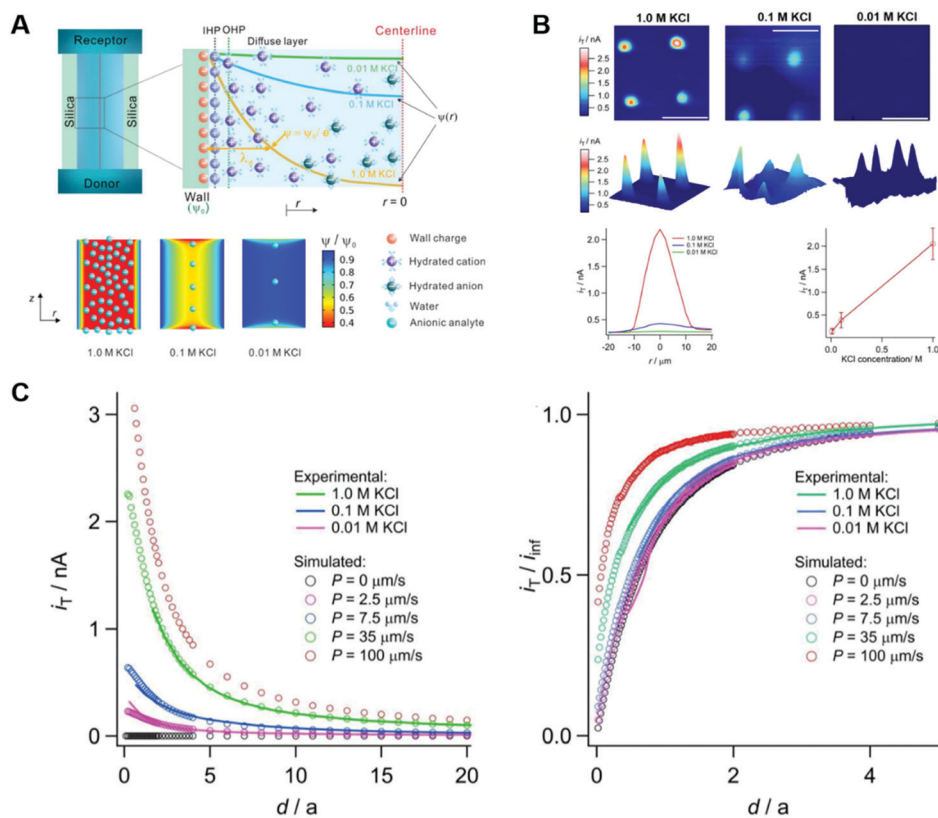 A
Receptor
Silica
Silica
Donor
IHP
OHP
Diffuse layer
Centerline
0.01 M KCl
0.1 M KCl
ψ(r)
1.0 M KCl
Wall
(ψ₀)
r
r = 0
z
r
1.0 M KCl
0.1 M KCl
0.01 M KCl
ψ / ψ₀
0.9
0.8
0.7
0.6
0.5
0.4
Wall charge
Hydrated cation
Hydrated anion
Water
Anionic analyte
B
1.0 M KCl
0.1 M KCl
0.01 M KCl
iT / nA
2.5
2.0
1.5
1.0
0.5
iT / nA
2.5
2.0
1.5
1.0
0.5
iT / nA
2.0
1.5
1.0
0.5
1.0 M KCl
0.1 M KCl
0.01 M KCl
-20
-10
0
10
20
r / μm
iT / nA
2.5
2.0
1.5
1.0
0.5
0.0
0.5
1.0
KCl concentration/ M
C
iT / nA
3
2
1
0
Experimental:
1.0 M KCl
0.1 M KCl
0.01 M KCl
Simulated:
P = 0 μm/s
P = 2.5 μm/s
P = 7.5 μm/s
P = 35 μm/s
P = 100 μm/s
0
5
10
15
20
d / a
iT / iinf
1.0
0.5
0.0
Experimental:
1.0 M KCl
0.1 M KCl
0.01 M KCl
Simulated:
P = 0 μm/s
P = 2.5 μm/s
P = 7.5 μm/s
P = 35 μm/s
P = 100 μm/s
0
2
4
d / a